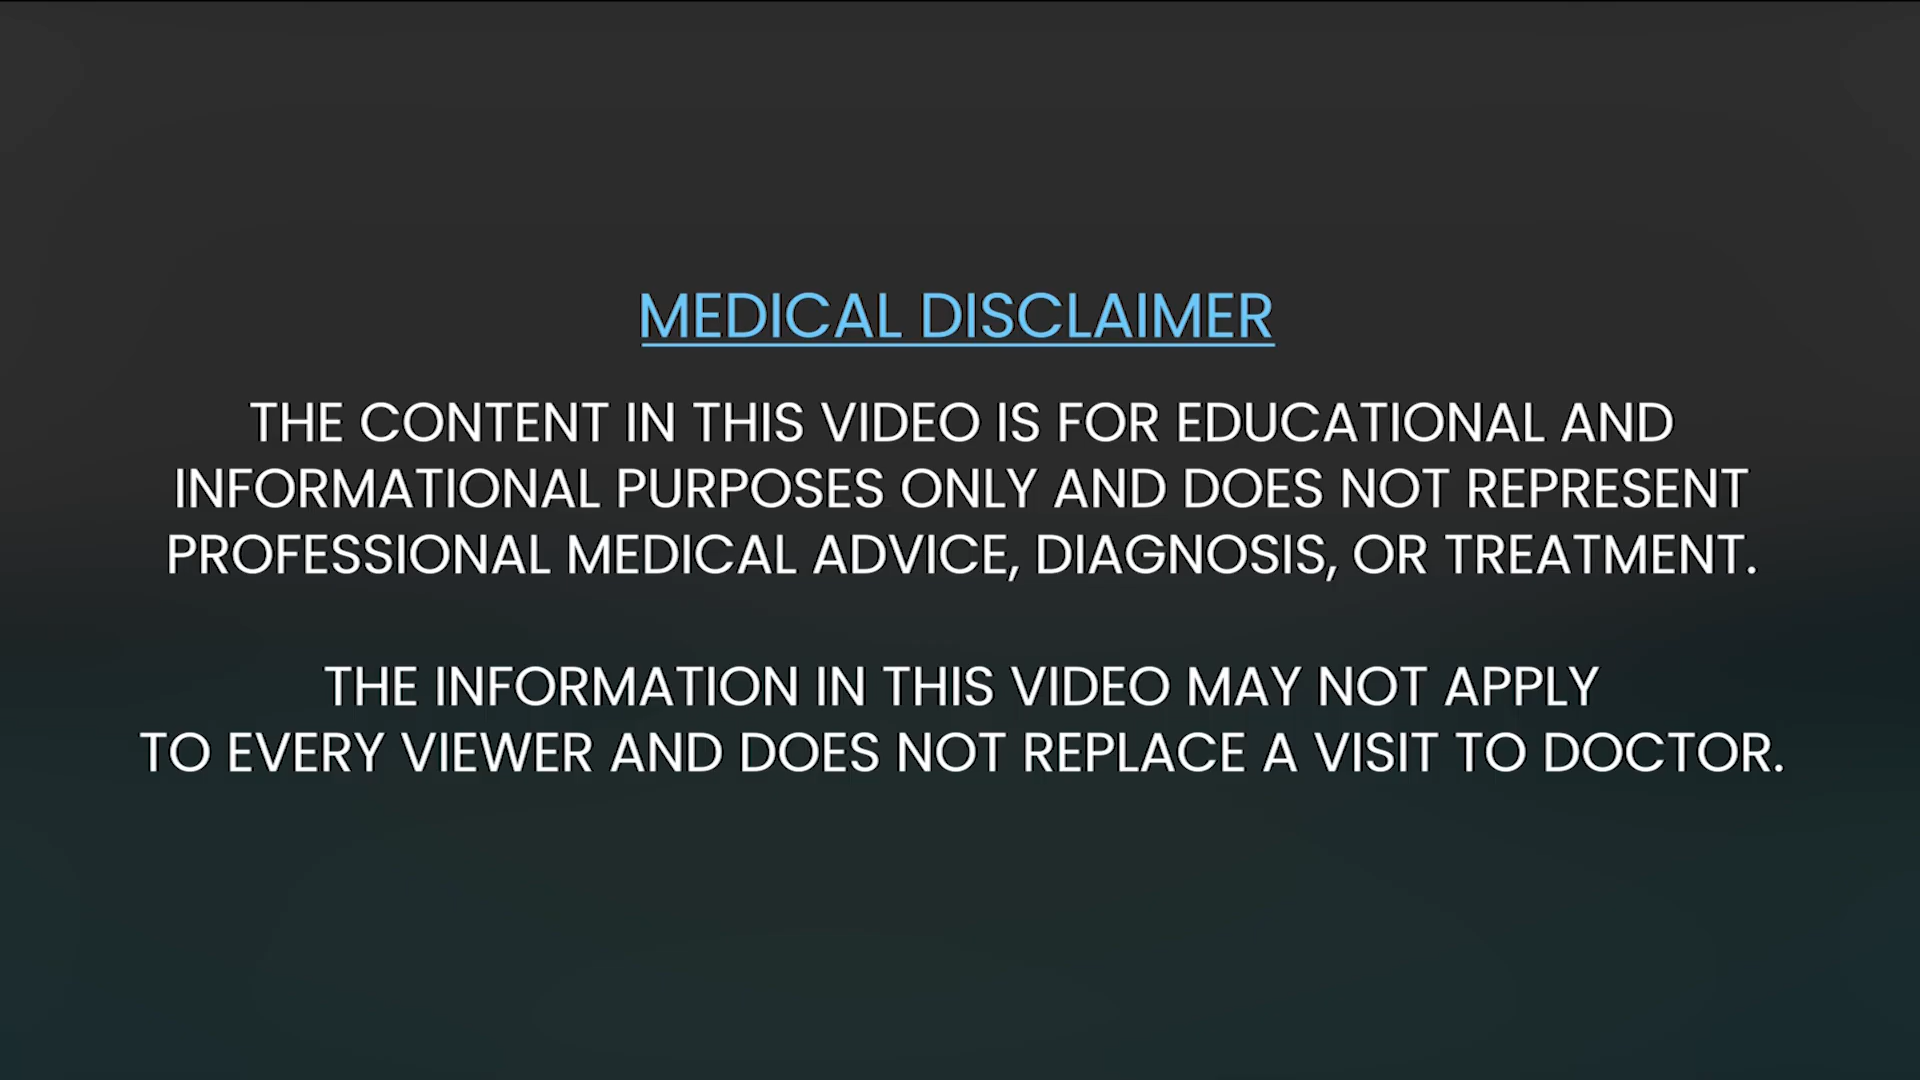 MEDICAL DISCLAIMER
THE CONTENT IN THIS VIDEO IS FOR EDUCATIONAL AND
INFORMATIONAL PURPOSES ONLY AND DOES NOT REPRESENT
PROFESSIONAL MEDICAL ADVICE, DIAGNOSIS, OR TREATMENT.
THE INFORMATION IN THIS VIDEO MAY NOT APPLY
TO EVERY VIEWER AND DOES NOT REPLACE A VISIT TO DOCTOR.